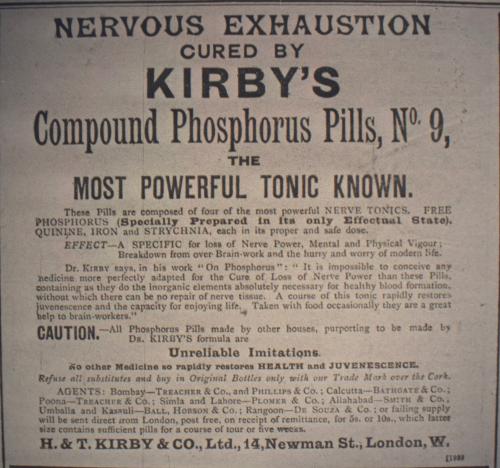 NERVOUS EXHAUSTION
CURED BY
KIRBY'S
Compound Phosphorus Pills, No. 9,
THE
MOST POWERFUL TONIC KNOWN.
These Pills are composed of four of the most powerful NERVE TONICS. FREE
PHOSPHORUS (Specially Prepared in its only Effectual State),
QUININE, IRON and STRYCHNIA, each in its proper and safe dose.
EFFECT—A SPECIFIC for loss of Nerve Power, Mental and Physical Vigour;
Breakdown from over Brain-work and the hurry and worry of modern life.
DR. KIRBY says, in his work "On Phosphorus": "It is impossible to conceive any
medicine more perfectly adapted for the Cure of Loss of Nerve Power than these Pills,
containing as they do the inorganic elements absolutely necessary for healthy blood formation,
without which there can be no repair of nerve tissue. A course of this tonic rapidly restores
juvenescence and the capacity for enjoying life. Taken with food occasionally they are a great
help to brain-workers."
CAUTION.—All Phosphorus Pills made by other houses, purporting to be made by
DR. KIRBY'S formula are
Unreliable Imitations.
No other Medicine so rapidly restores HEALTH and JUVENESCENCE.
Refuse all substitutes and buy in Original Bottles only with our Trade Mark over the Cork.
AGENTS: Bombay—TREACHER & Co., and PHILLIPS & Co.; Calcutta—BATHGATE & Co.;
Poona—TREACHER & Co.; Simla and Lahore—PLOMER & Co.; Allahabad—SMITH & Co.,
Umballa and Kasauli—BALL, HOBSON & Co.; Rangoon—DE SOUZA & Co.; or failing supply
will be sent direct from London, post free, on receipt of remittance, for 5s. or 10s., which latter
size contains sufficient pills for a course of four or five weeks.
H. & T. KIRBY & CO., Ltd., 14, Newman St., London, W.